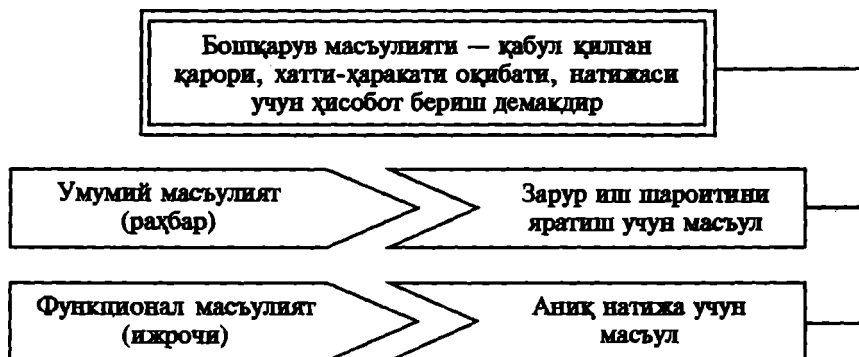 Бошқарув масъулияти — қабул қилган
қарори, хатти-ҳаракати оқибати, натижаси
учун ҳисобот бериш демакдир
Умумий масъулият
(раҳбар)
Зарур иш шароитини
яратиш учун масъул
Функционал масъулият
(ижрочи)
Аниқ натижа учун
масъул